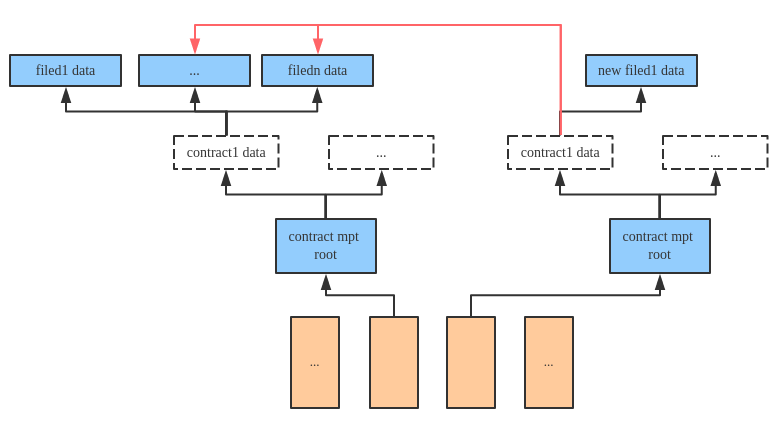 filed1 data
...
filedn data
new filed1 data
contract1 data
...
contract1 data
...
contract mpt
root
contract mpt
root
...
...